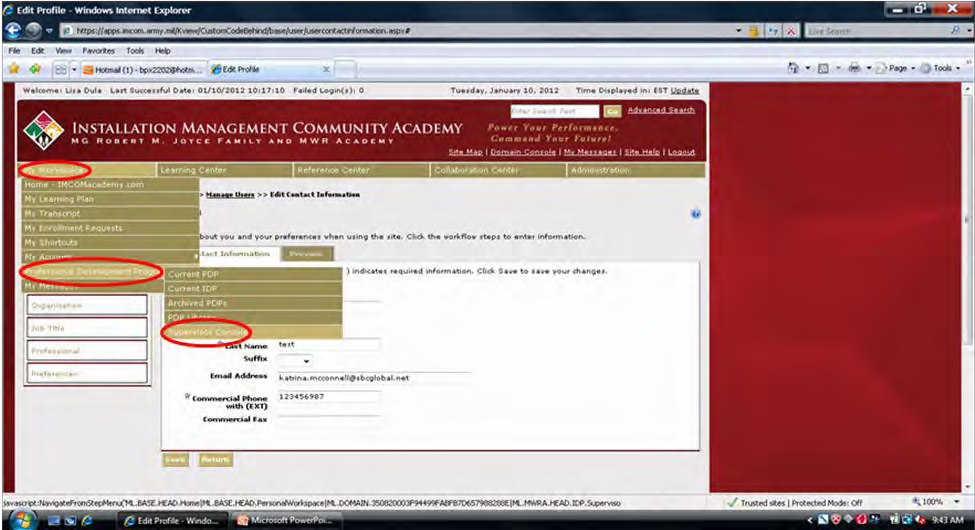 Edit Profile - Windows Internet Explorer
https://apps.imcom.army.mil/Kview/CustomCodeBehind/base/user/usercontactinformation.aspx#
Live Search
File Edit View Favorites Tools Help
Hotmail (1) - bpx2202@hotm... Edit Profile Page Tools
Welcome: Lisa Dula Last Successful Date: 01/10/2012 10:17:10 Failed Login(s): 0 Tuesday, January 10, 2012 Time Displayed in: EST Update
Enter Search Text Go Advanced Search
INSTALLATION MANAGEMENT COMMUNITY ACADEMY
MG ROBERT M. JOYCE FAMILY AND MWR ACADEMY
Power Your Performance.
Command Your Future!
Site Map | Domain Console | My Messages | Site Help | Logout
My Workspace Learning Center Reference Center Collaboration Center Administration
Home - IMCOMacademy.com
My Learning Plan
> Manage Users >> Edit Contact Information
My Transcript
My Enrollment Requests
bout you and your preferences when using the site. Click the workflow steps to enter information.
My Shortcuts
My Account
tact Information Preview
Professional Development Progr
) indicates required information. Click Save to save your changes.
My Messages
Current PDP
Current IDP
Archived PDPs
PDP Library
Supervisor Console
Organization
Job Title
Professional
Preferences
*Last Name test
Suffix
Email Address katrina.mcconnell@sbcglobal.net
*Commercial Phone with (EXT) 123456987
Commercial Fax
Save Return
javascript:NavigateFromStepMenu('ML.BASE.HEAD.Home|ML.BASE.HEAD.PersonalWorkspace|ML.DOMAIN.350820003F94499FABF87D657988288E|ML.MWRA.HEAD.IDP.Superviso
Trusted sites | Protected Mode: Off 100%
Edit Profile - Windo... Microsoft PowerPoi... 9:43 AM